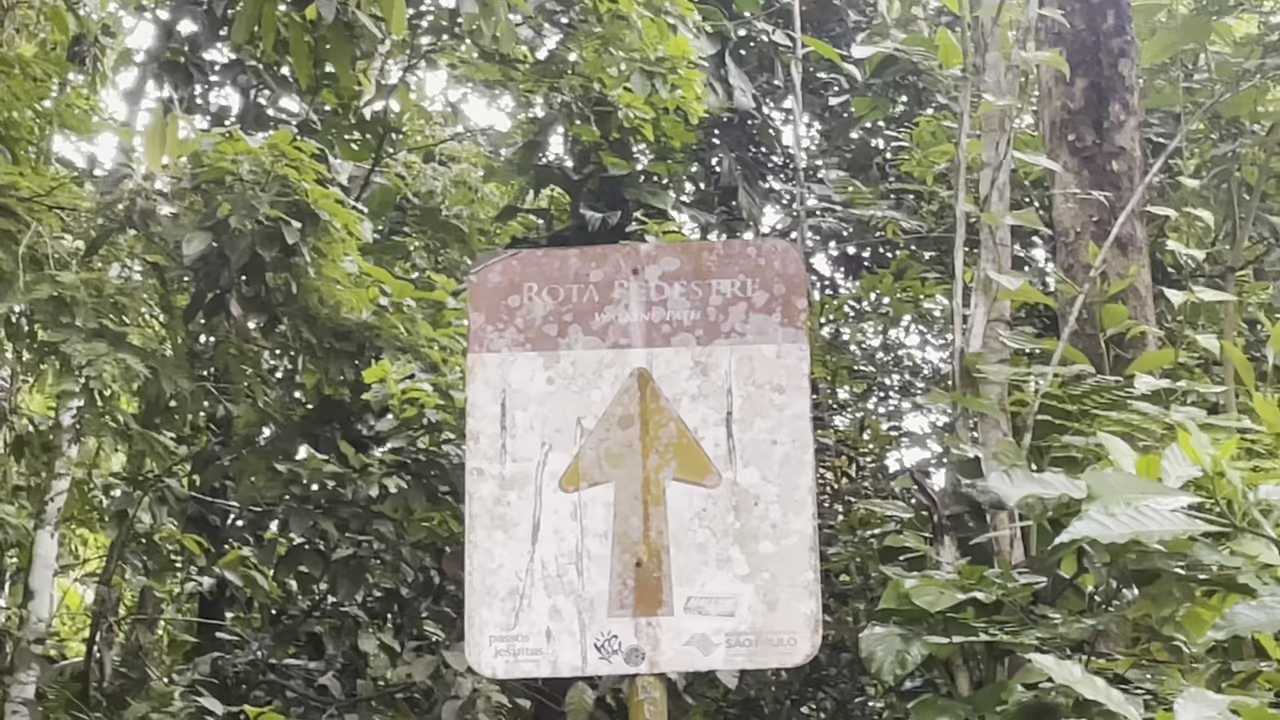 ROTA PEDESTRE
WALKING PATH
passos
jesuítas
SÃO PAULO